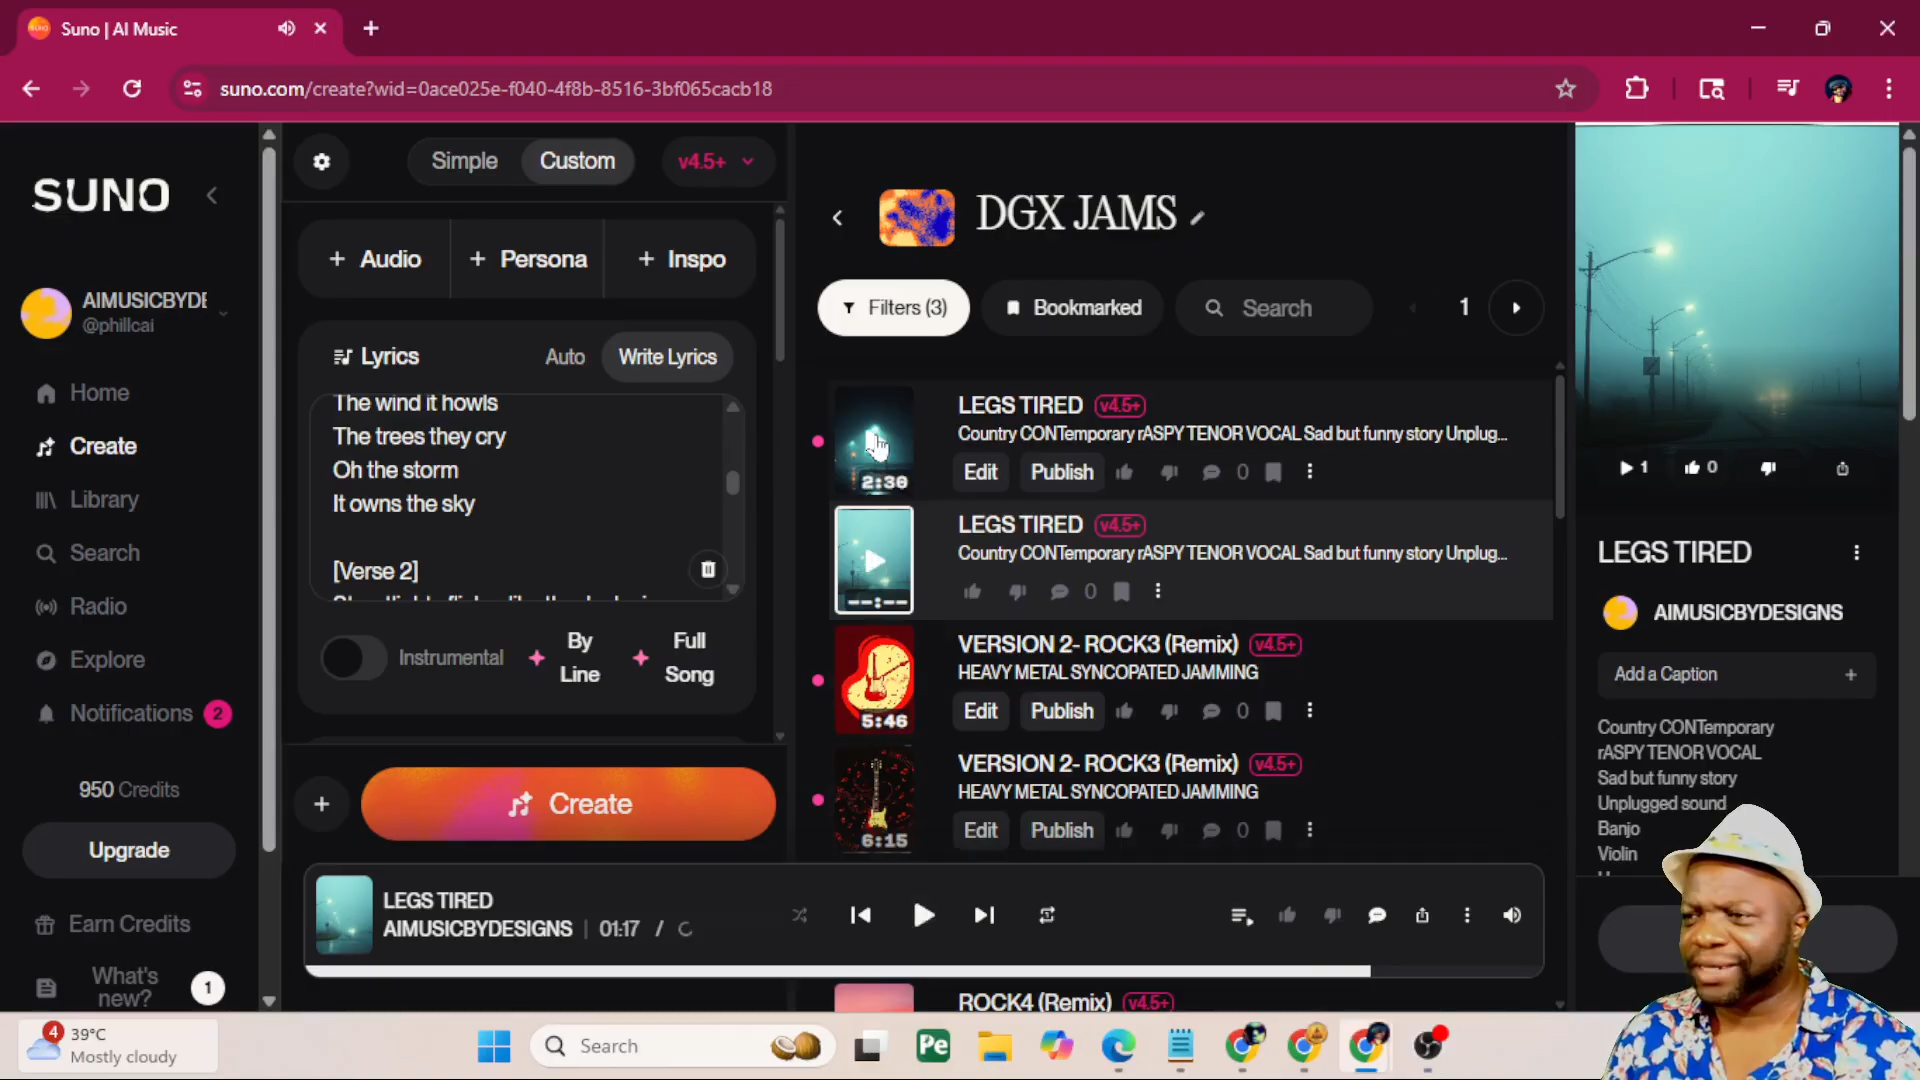 Suno | AI Music
suno.com/create?wid=0ace025e-f040-4f8b-8516-3bf065cacb18
SUNO
AIMUSICBYDE
@phillcai
Home
Create
Library
Search
Radio
Explore
Notifications 2
950 Credits
Upgrade
Earn Credits
What's
new?
1
Simple
Custom
v4.5+
+ Audio
+ Persona
+ Inspo
Lyrics
Auto
Write Lyrics
The wind it howls
The trees they cry
Oh the storm
It owns the sky
[Verse 2]
Instrumental
By
Line
Full
Song
+
Create
DGX JAMS
Filters (3)
Bookmarked
Search
1
LEGS TIRED v4.5+
Country CONTemporary rASPY TENOR VOCAL Sad but funny story Unplug...
2:30
Edit
Publish
0
LEGS TIRED v4.5+
Country CONTemporary rASPY TENOR VOCAL Sad but funny story Unplug...
--:--
0
VERSION 2- ROCK3 (Remix) v4.5+
HEAVY METAL SYNCOPATED JAMMING
5:46
Edit
Publish
0
VERSION 2- ROCK3 (Remix) v4.5+
HEAVY METAL SYNCOPATED JAMMING
6:15
Edit
Publish
0
ROCK4 (Remix) v4.5+
LEGS TIRED
AIMUSICBYDESIGNS | 01:17 /
1
0
LEGS TIRED
AIMUSICBYDESIGNS
Add a Caption +
Country CONTemporary
rASPY TENOR VOCAL
Sad but funny story
Unplugged sound
Banjo
Violin
4
39°C
Mostly cloudy
Search
Pe